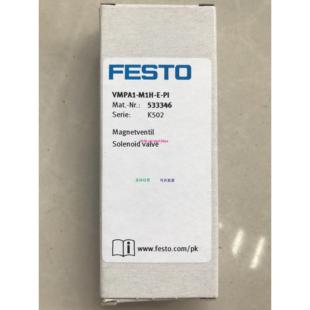 FESTO
VMPA1-M1H-E-PI
Mat.-Nr.: 533346
Serie: K502
Magnetventil
Solenoid valve
www.festo.com/pk